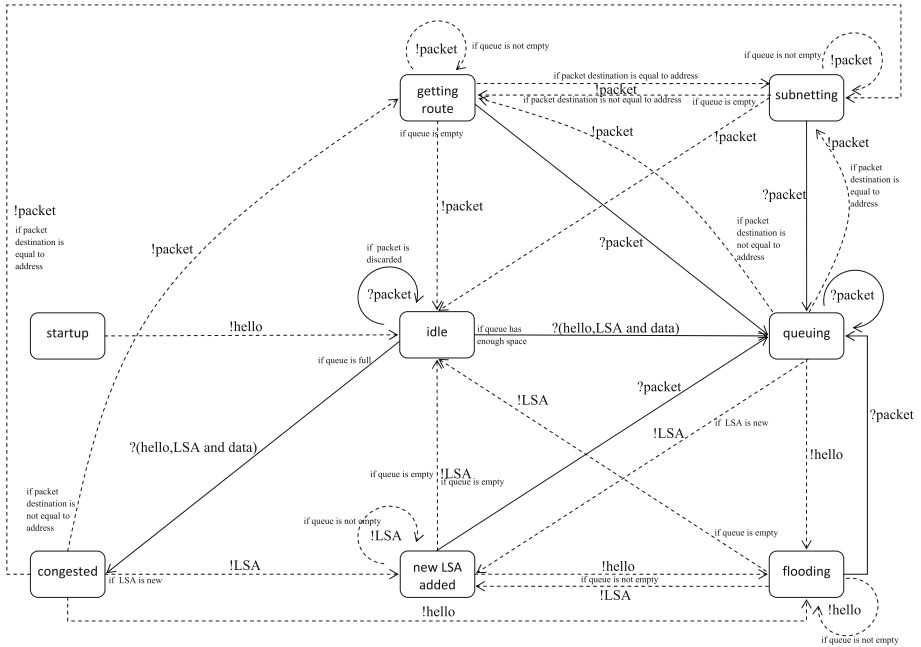 !packet
if queue is not empty
if queue is not empty
!packet
getting
route
if packet destination is equal to address
!packet
if packet destination is not equal to address
if queue is empty
subnetting
if queue is empty
!packet
!packet
!packet
if packet
destination is
equal to
address
?packet
!packet
if packet
destination is
equal to
address
!packet
!packet
?packet
if packet
destination is
not equal to
address
if packet is
discarded
?packet
?packet
startup
!hello
idle
if queue has
enough space
?(hello,LSA and data)
queuing
if queue is full
?packet
!LSA
!LSA
if LSA is new
?packet
?(hello,LSA and data)
!hello
if queue is empty
!LSA
if queue is empty
if packet
destination is
not equal to
address
if queue is not empty
!LSA
if queue is empty
congested
if LSA is new
!LSA
new LSA
added
!hello
if queue is not empty
!LSA
flooding
!hello
!hello
if queue is not empty